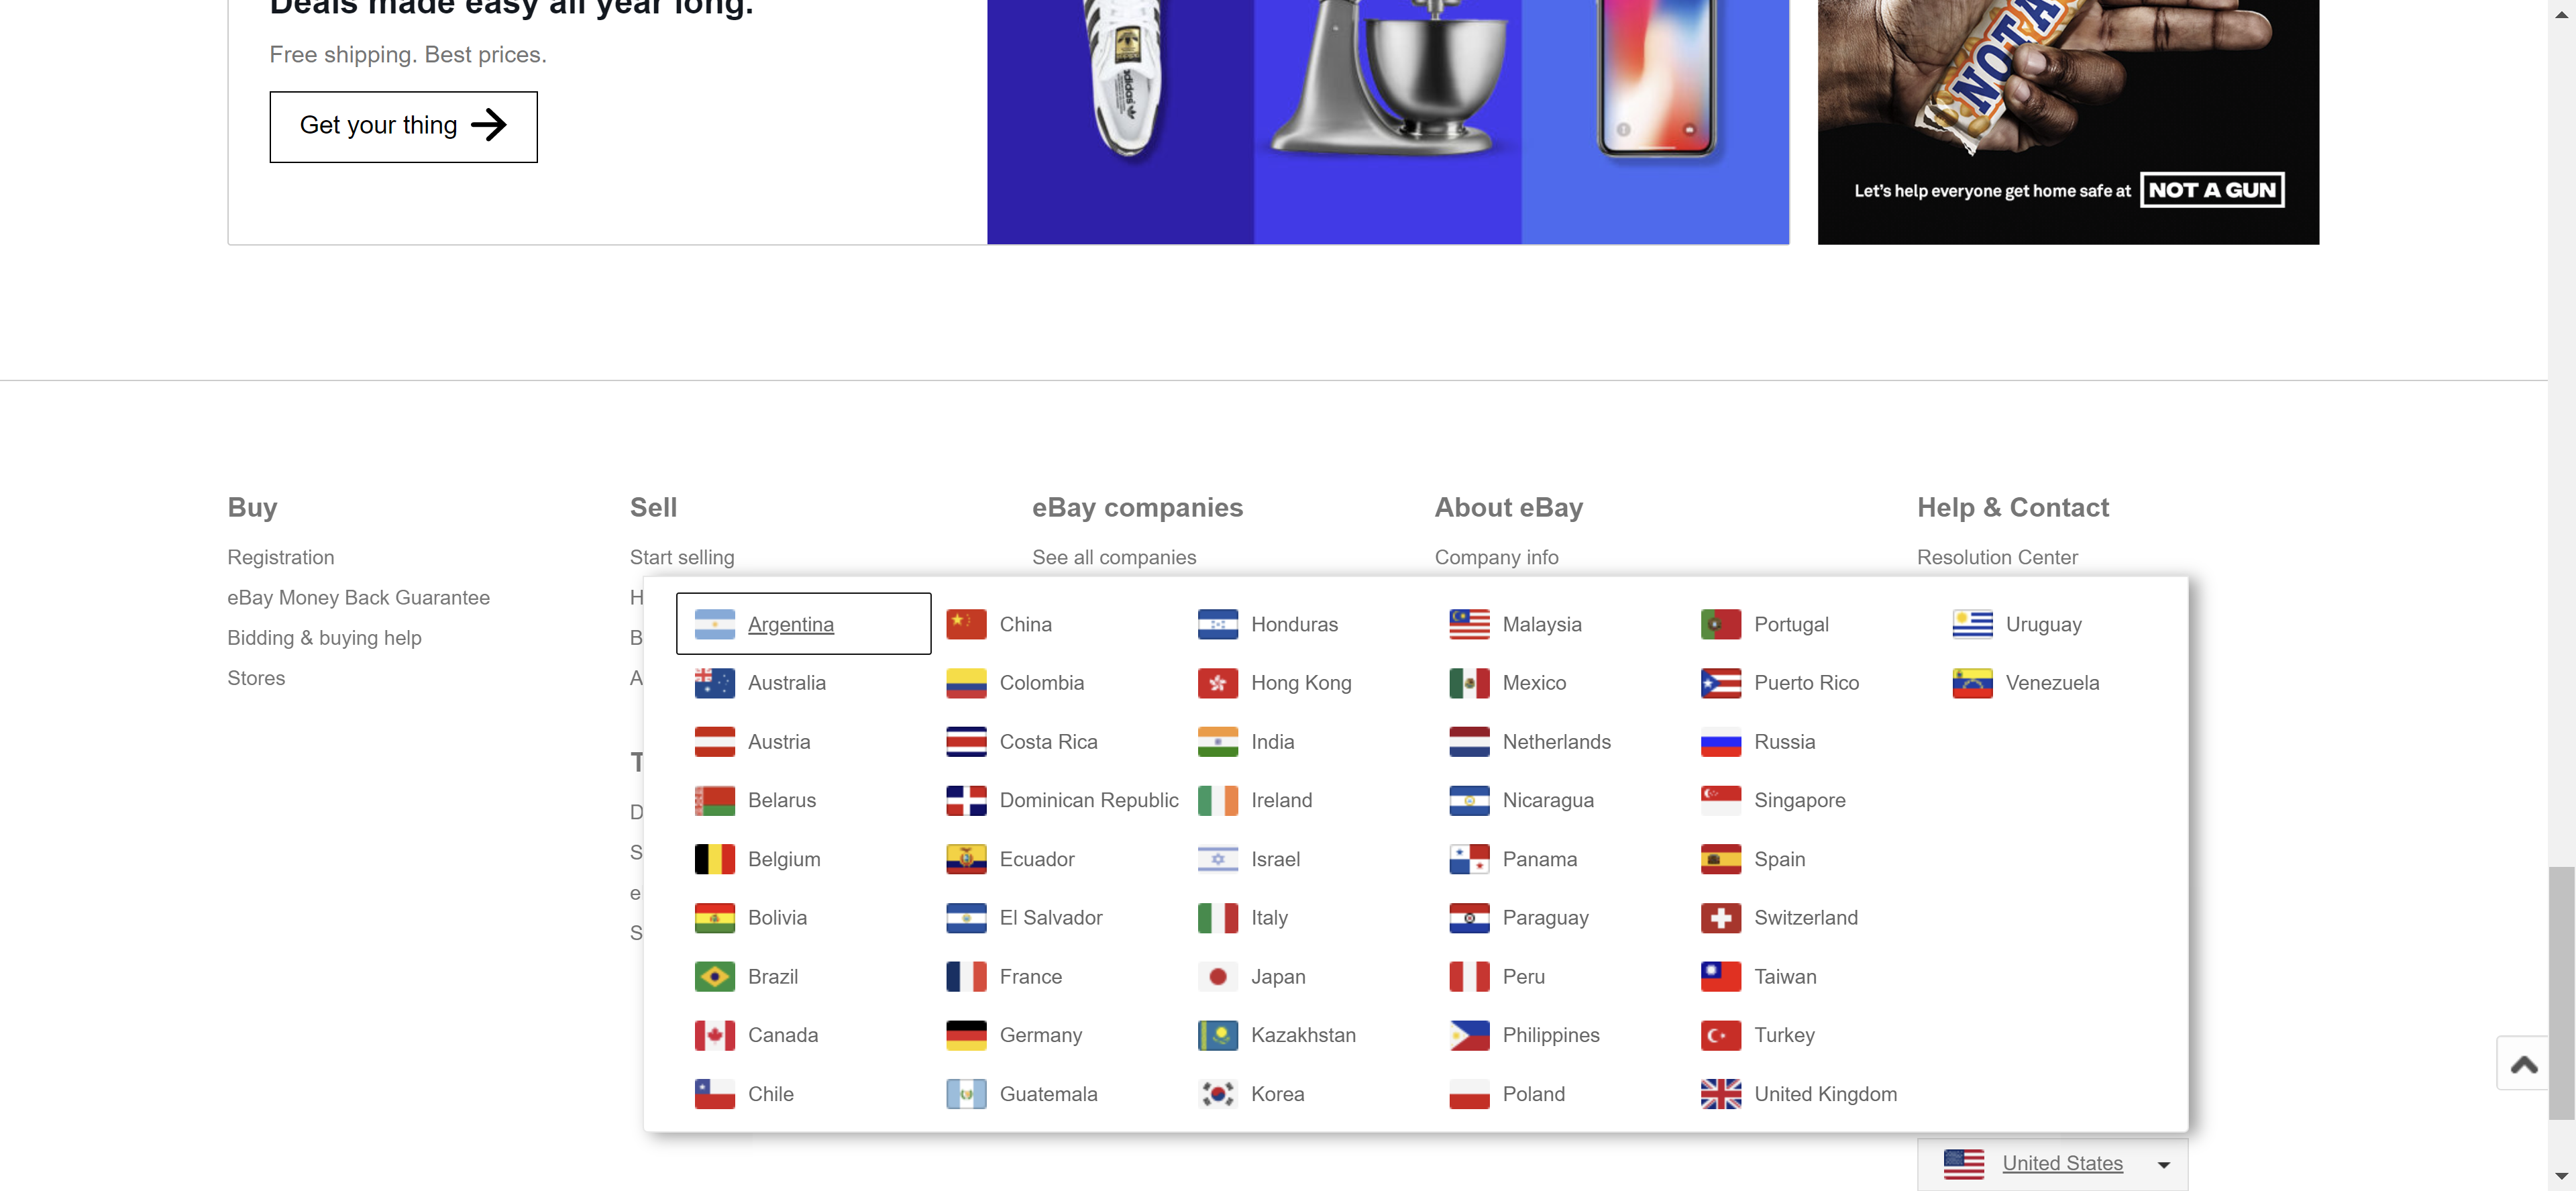 Deals made easy all year long.
Free shipping. Best prices.
Get your thing
adidas
NOT A
Let's help everyone get home safe at NOT A GUN
Buy
Registration
eBay Money Back Guarantee
Bidding & buying help
Stores
Sell
Start selling
H
B
A
T
D
S
e
S
eBay companies
See all companies
About eBay
Company info
Help & Contact
Resolution Center
Argentina
Australia
Austria
Belarus
Belgium
Bolivia
Brazil
Canada
Chile
China
Colombia
Costa Rica
Dominican Republic
Ecuador
El Salvador
France
Germany
Guatemala
Honduras
Hong Kong
India
Ireland
Israel
Italy
Japan
Kazakhstan
Korea
Malaysia
Mexico
Netherlands
Nicaragua
Panama
Paraguay
Peru
Philippines
Poland
Portugal
Puerto Rico
Russia
Singapore
Spain
Switzerland
Taiwan
Turkey
United Kingdom
Uruguay
Venezuela
United States